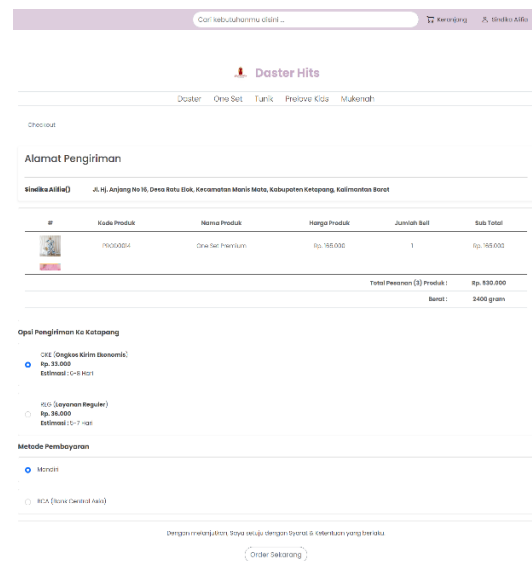 Cari kebutuhanmu disini ...
Keranjang
Sindika Alifia
Daster Hits
Daster One Set Tunik Prelove Kids Mukenah
Checkout
Alamat Pengiriman
Sindika Alifia() Jl. Hj. Anjang No 16, Desa Ratu Elok, Kecamatan Manis Mata, Kabupaten Ketapang, Kalimantan Barat
# Kode Produk Nama Produk Harga Produk Jumlah Beli Sub Total
PROD0014 One Set Premium Rp. 165.000 1 Rp. 165.000
Total Pesanan (3) Produk : Rp. 530.000
Berat : 2400 gram
Opsi Pengiriman Ke Ketapang
OKE (Ongkos Kirim Ekonomis)
Rp. 33.000
Estimasi : 6-8 Hari
REG (Layanan Reguler)
Rp. 36.000
Estimasi : 6-7 Hari
Metode Pembayaran
Mandiri
BCA (Bank Central Asia)
Dengan melanjutkan, Saya setuju dengan Syarat & Ketentuan yang berlaku.
Order Sekarang